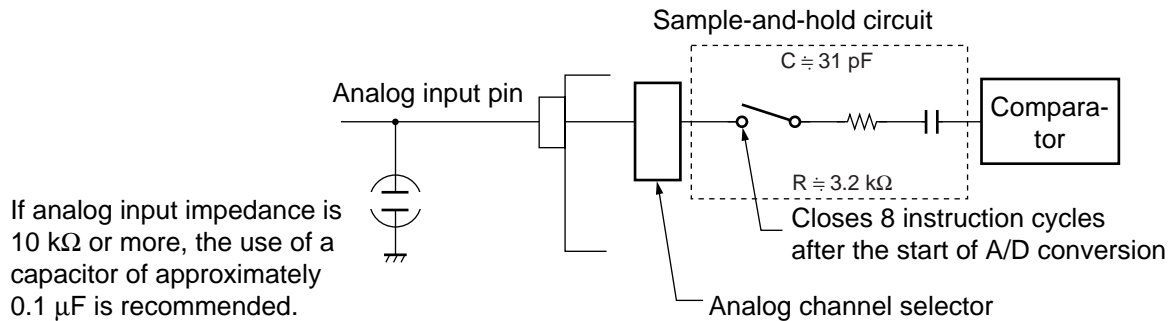 Sample-and-hold circuit
C ≒ 31 pF
Analog input pin
Compara-
tor
R ≒ 3.2 kΩ
If analog input impedance is
10 kΩ or more, the use of a
capacitor of approximately
0.1 µF is recommended.
Closes 8 instruction cycles
after the start of A/D conversion
Analog channel selector